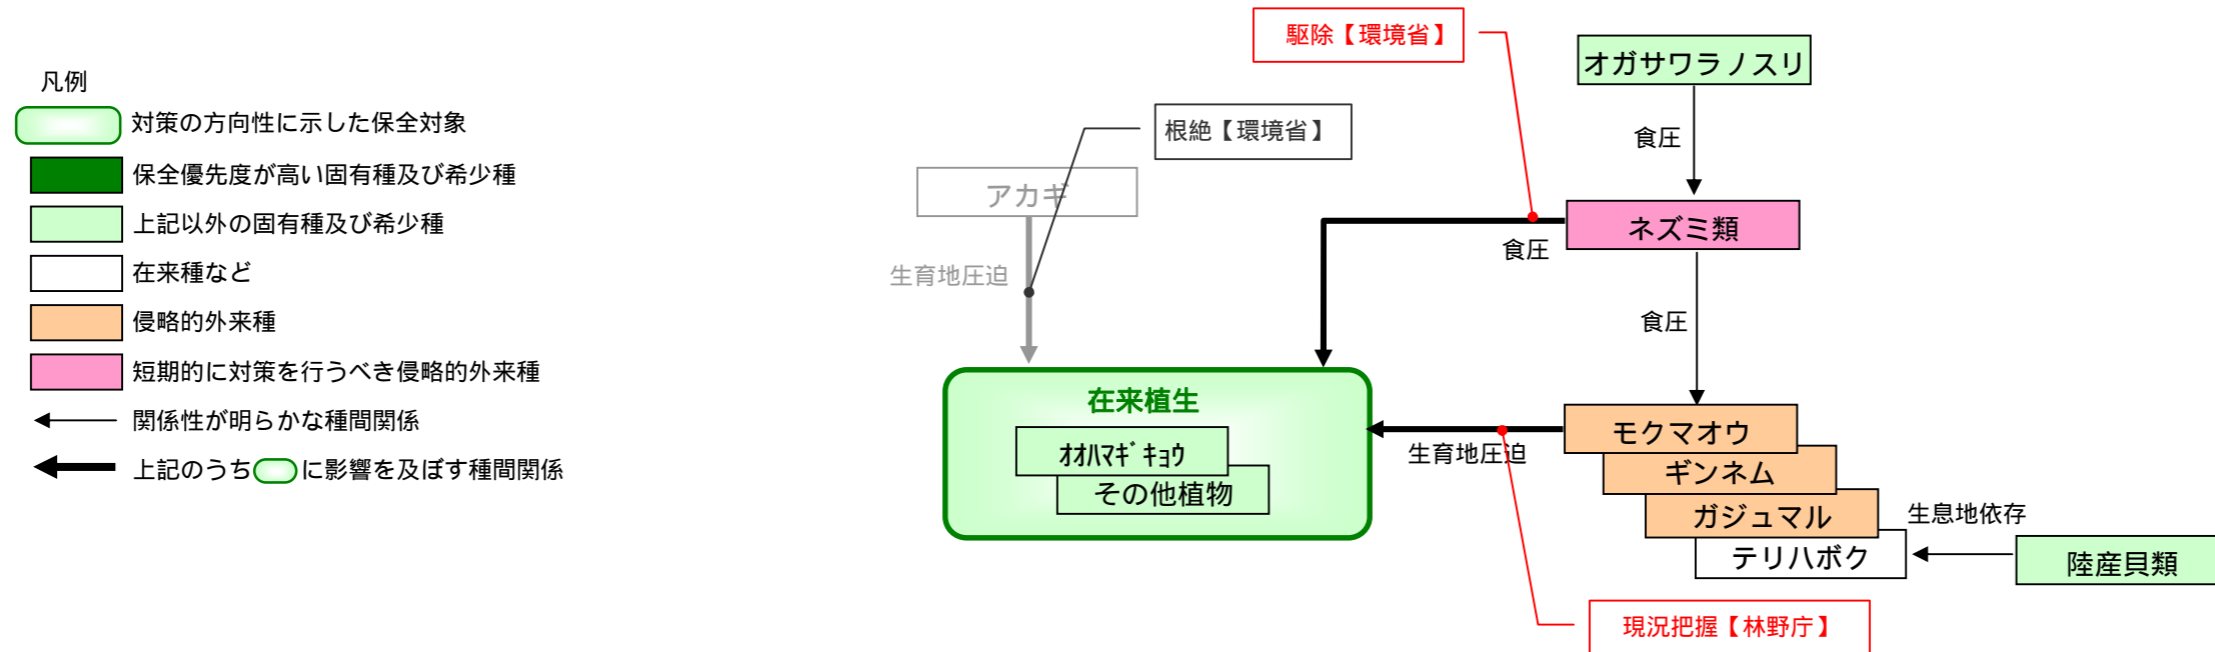 凡例
対策の方向性に示した保全対象
保全優先度が高い固有種及び希少種
上記以外の固有種及び希少種
在来種など
侵略的外来種
短期的に対策を行うべき侵略的外来種
関係性が明らかな種間関係
上記のうち に影響を及ぼす種間関係
駆除【環境省】
オガサワラノスリ
根絶【環境省】
食圧
アカギ
ネズミ類
食圧
生育地圧迫
食圧
在来植生
オオハマギキョウ
その他植物
モクマオウ
生育地圧迫
ギンネム
ガジュマル
生息地依存
テリハボク
陸産貝類
現況把握【林野庁】